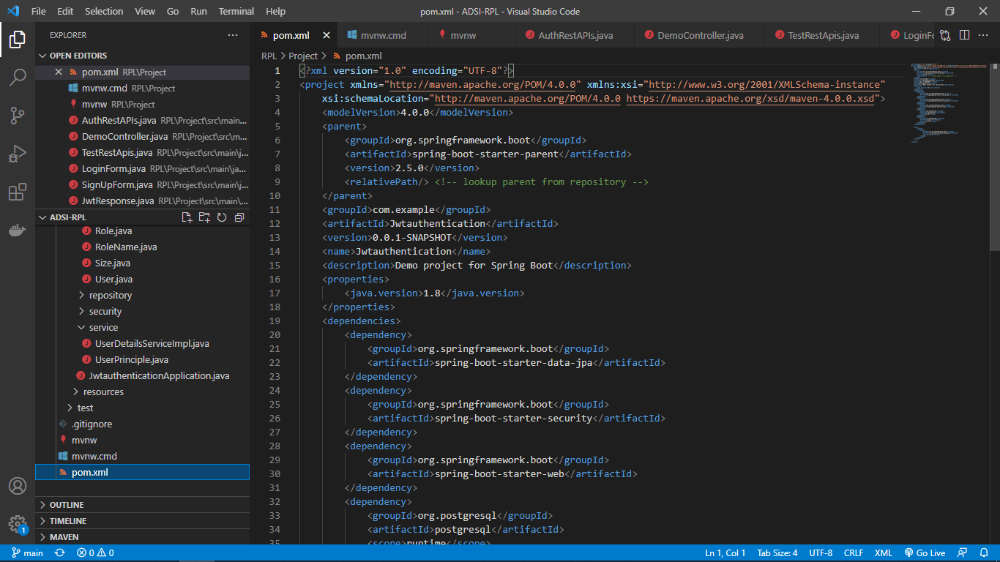 File Edit Selection View Go Run Terminal Help
pom.xml - ADSI-RPL - Visual Studio Code
EXPLORER
OPEN EDITORS
pom.xml RPL\Project
mvnw.cmd RPL\Project
mvnw RPL\Project
AuthRestAPIs.java RPL\Project\src\main...
DemoController.java RPL\Project\src\m...
TestRestApis.java RPL\Project\src\main\j...
LoginForm.java RPL\Project\src\main\ja...
SignUpForm.java RPL\Project\src\main\j...
JwtResponse.java RPL\Project\src\main\...
ADSI-RPL
Role.java
RoleName.java
Size.java
User.java
repository
security
service
UserDetailsServiceImpl.java
UserPrinciple.java
JwtauthenticationApplication.java
resources
test
.gitignore
mvnw
mvnw.cmd
pom.xml
OUTLINE
TIMELINE
MAVEN
pom.xml mvnw.cmd mvnw AuthRestAPIs.java DemoController.java TestRestApis.java LoginFo
RPL > Project > pom.xml
1 <?xml version="1.0" encoding="UTF-8"?>
2 <project xmlns="http://maven.apache.org/POM/4.0.0" xmlns:xsi="http://www.w3.org/2001/XMLSchema-instance"
3 xsi:schemaLocation="http://maven.apache.org/POM/4.0.0 https://maven.apache.org/xsd/maven-4.0.0.xsd">
4 <modelVersion>4.0.0</modelVersion>
5 <parent>
6 <groupId>org.springframework.boot</groupId>
7 <artifactId>spring-boot-starter-parent</artifactId>
8 <version>2.5.0</version>
9 <relativePath/> <!-- lookup parent from repository -->
10 </parent>
11 <groupId>com.example</groupId>
12 <artifactId>Jwtauthentication</artifactId>
13 <version>0.0.1-SNAPSHOT</version>
14 <name>Jwtauthentication</name>
15 <description>Demo project for Spring Boot</description>
16 <properties>
17 <java.version>1.8</java.version>
18 </properties>
19 <dependencies>
20 <dependency>
21 <groupId>org.springframework.boot</groupId>
22 <artifactId>spring-boot-starter-data-jpa</artifactId>
23 </dependency>
24 <dependency>
25 <groupId>org.springframework.boot</groupId>
26 <artifactId>spring-boot-starter-security</artifactId>
27 </dependency>
28 <dependency>
29 <groupId>org.springframework.boot</groupId>
30 <artifactId>spring-boot-starter-web</artifactId>
31 </dependency>
32 <dependency>
33 <groupId>org.postgresql</groupId>
34 <artifactId>postgresql</artifactId>
35 <scope>runtime</scope>
1
main 0 0
Ln 1, Col 1 Tab Size: 4 UTF-8 CRLF XML Go Live